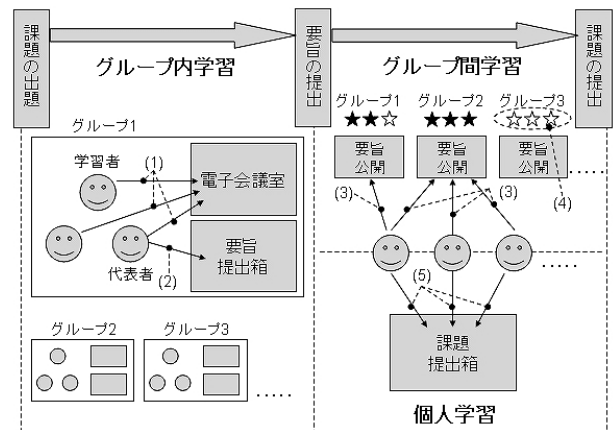 課題の出題
グループ内学習
要旨の提出
グループ間学習
課題の提出
グループ1
学習者
(1)
電子会議室
代表者
(2)
要旨
提出箱
グループ2
グループ3
.....
グループ1
グループ2
グループ3
★★☆
★★★
☆☆☆
要旨
公開
要旨
公開
要旨
公開
.....
(3)
(3)
(4)
.....
(5)
課題
提出箱
個人学習